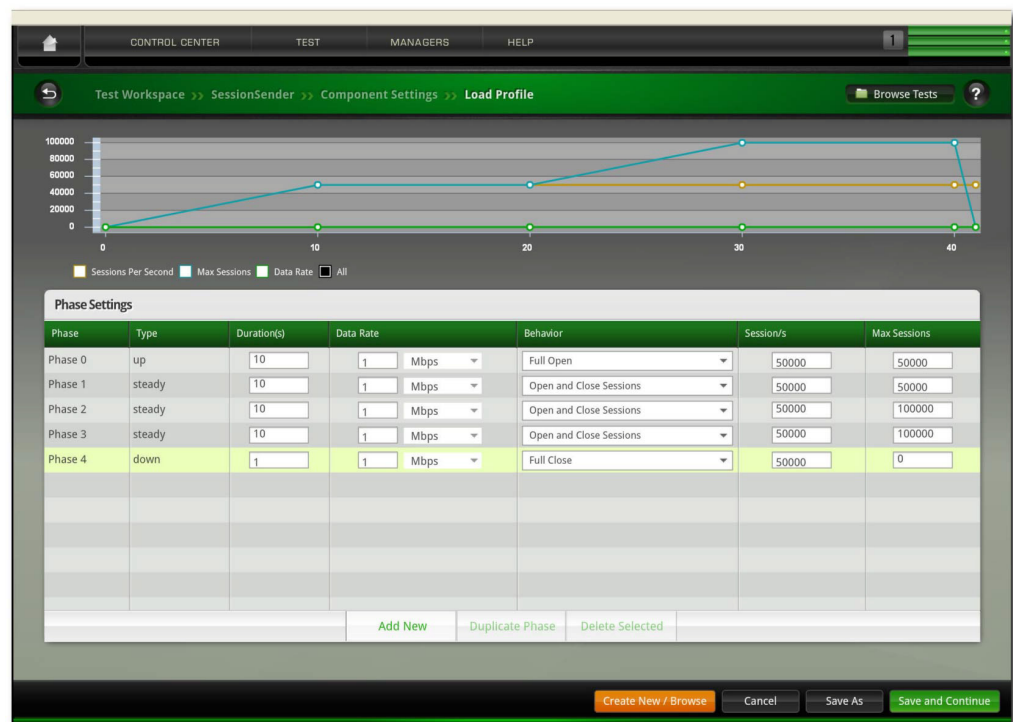 CONTROL CENTER TEST MANAGERS HELP 1
Test Workspace >> SessionSender >> Component Settings >> Load Profile Browse Tests ?
100000
80000
60000
40000
20000
0
0 10 20 30 40
Sessions Per Second Max Sessions Data Rate All
Phase Settings
Phase Type Duration(s) Data Rate Behavior Session/s Max Sessions
Phase 0 up 10 1 Mbps Full Open 50000 50000
Phase 1 steady 10 1 Mbps Open and Close Sessions 50000 50000
Phase 2 steady 10 1 Mbps Open and Close Sessions 50000 100000
Phase 3 steady 10 1 Mbps Open and Close Sessions 50000 100000
Phase 4 down 1 1 Mbps Full Close 50000 0
Add New Duplicate Phase Delete Selected
Create New / Browse Cancel Save As Save and Continue